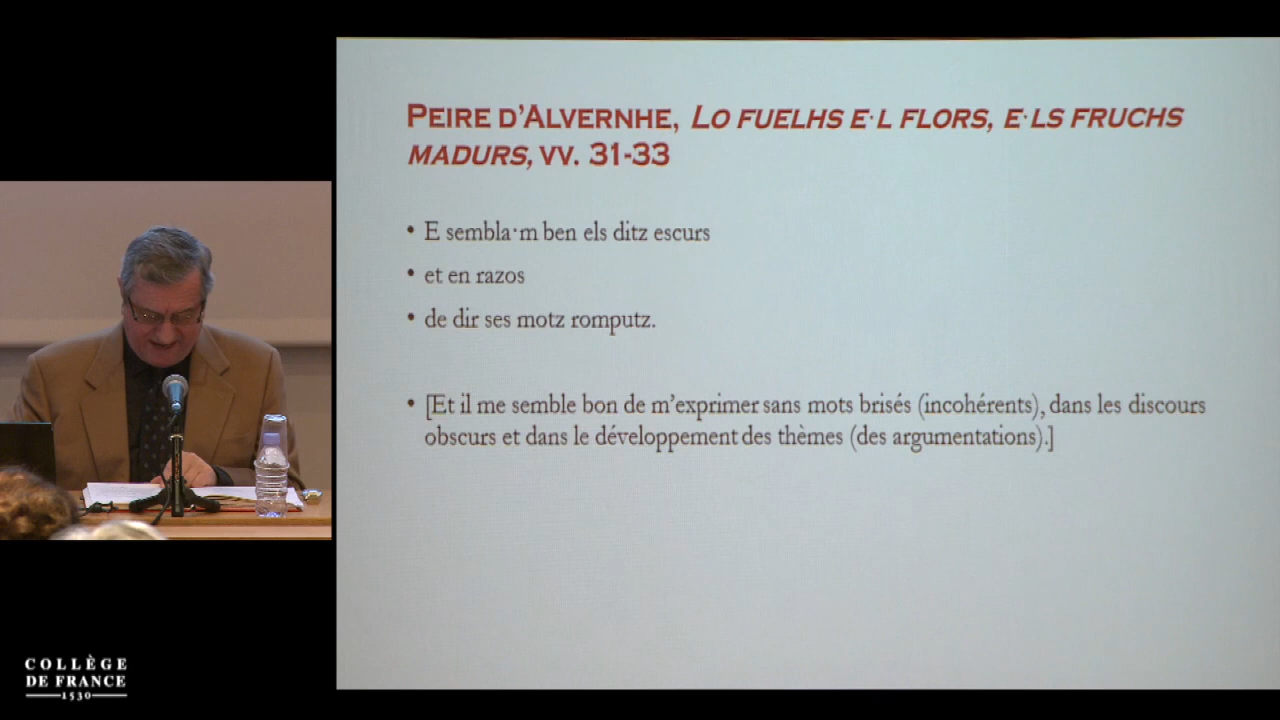 PEIRE D'ALVERNHE, LO FUELHS E·L FLORS, E·LS FRUCHS
MADURS, VV. 31-33
• E sembla·m ben els ditz escurs
• et en razos
• de dir ses motz romputz.
• [Et il me semble bon de m'exprimer sans mots brisés (incohérents), dans les discours
obscurs et dans le développement des thèmes (des argumentations).]
COLLÈGE
DE FRANCE
1530